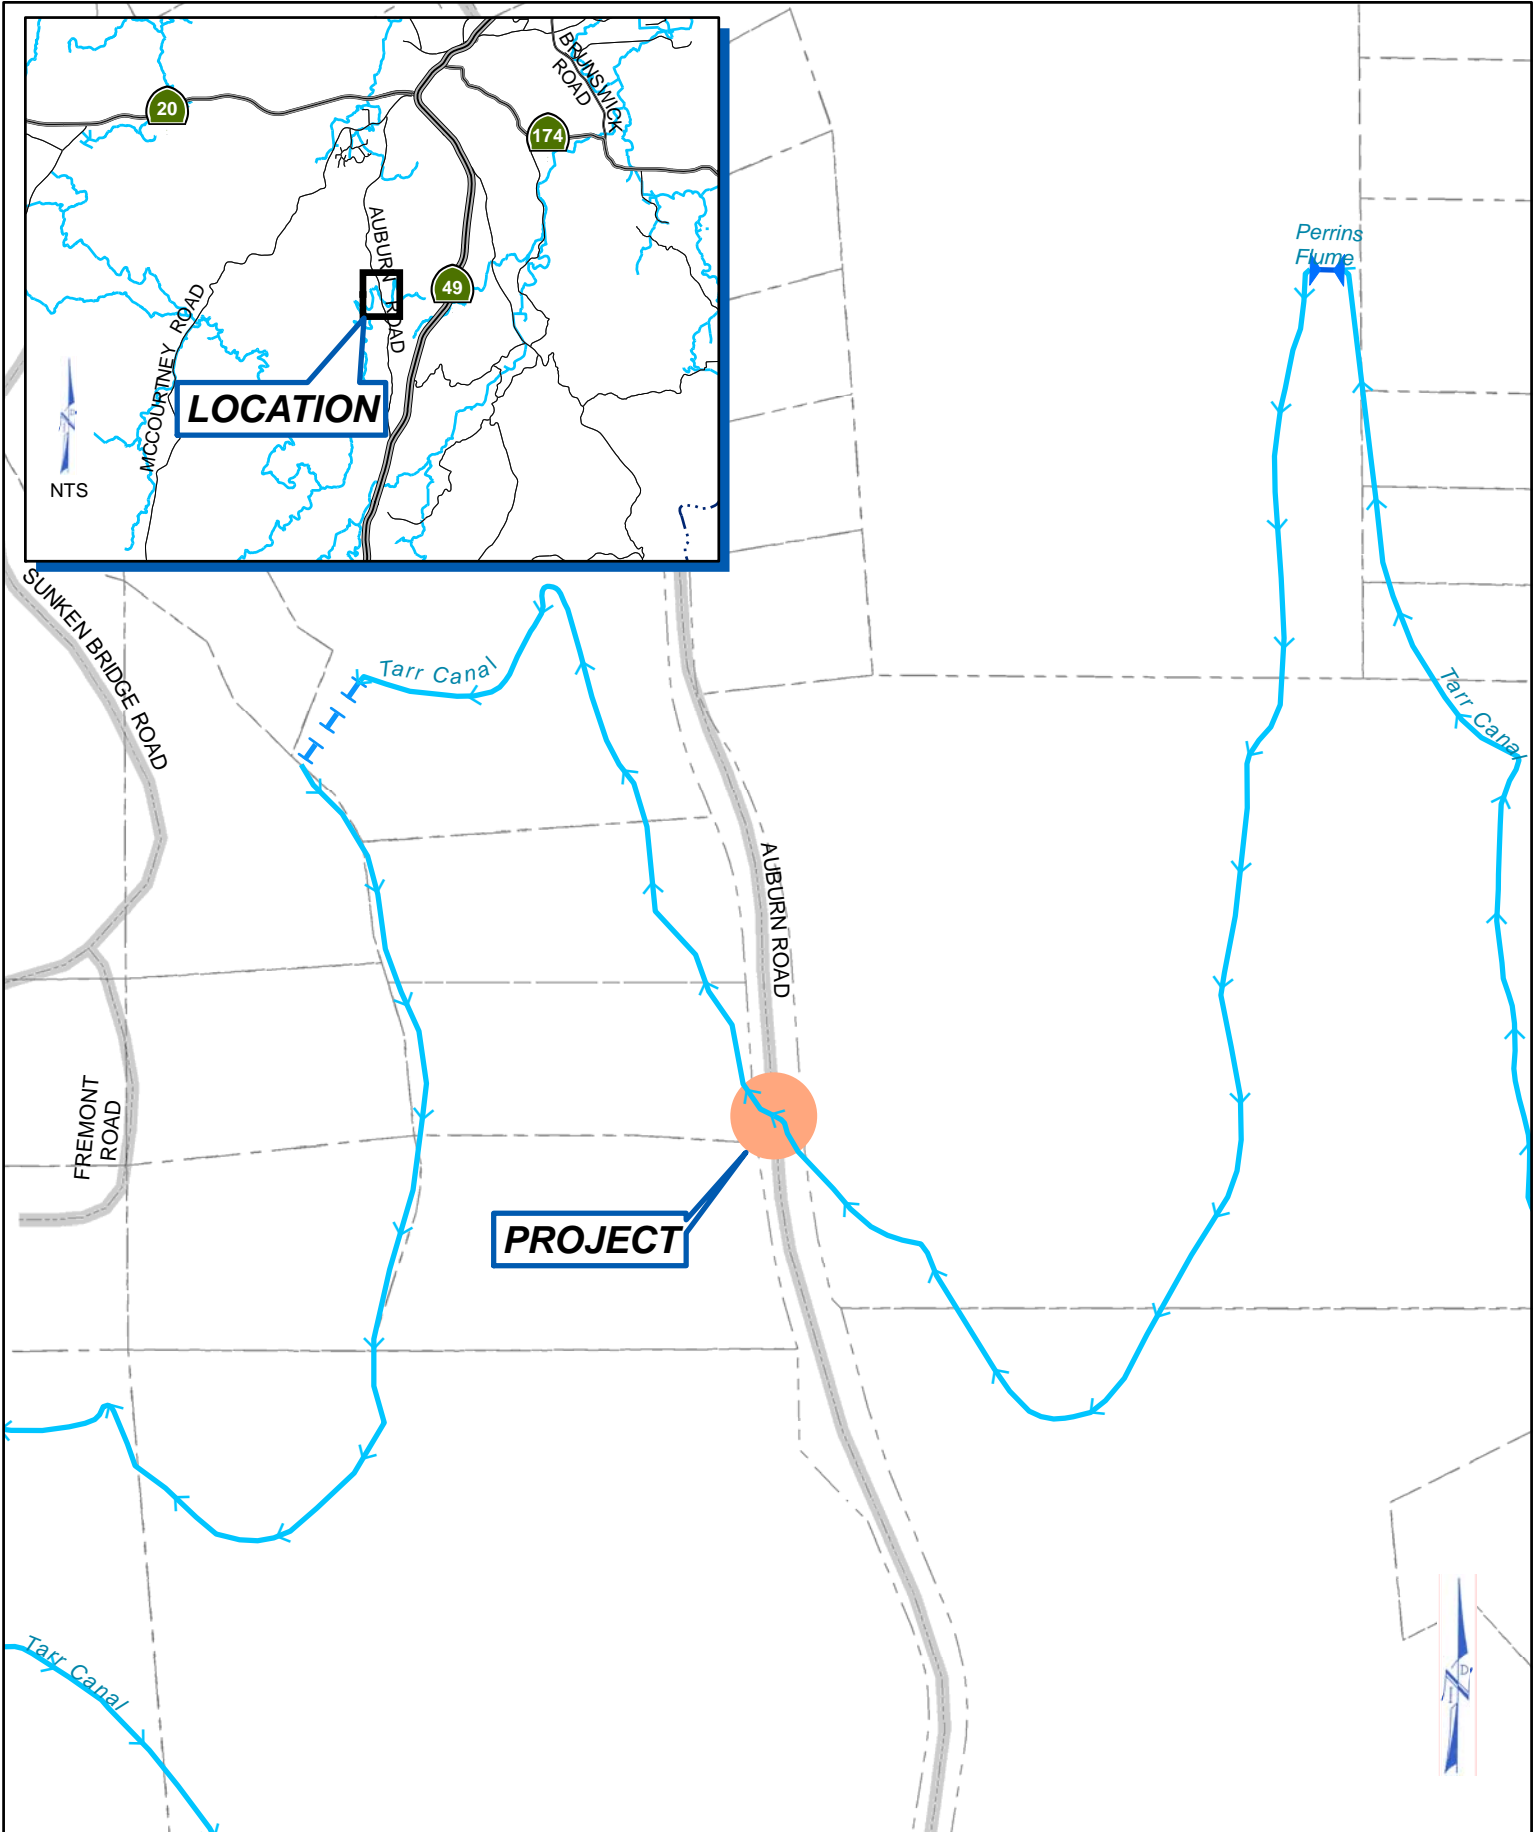 BRUNSWICK
ROAD
20
174
AUBURN ROAD
49
MCCOURTNEY ROAD
LOCATION
NTS
Perrins
Flume
SUNKEN BRIDGE ROAD
Tarr Canal
Tarr Canal
AUBURN ROAD
FREMONT
ROAD
PROJECT
Tarr Canal
N
I
D